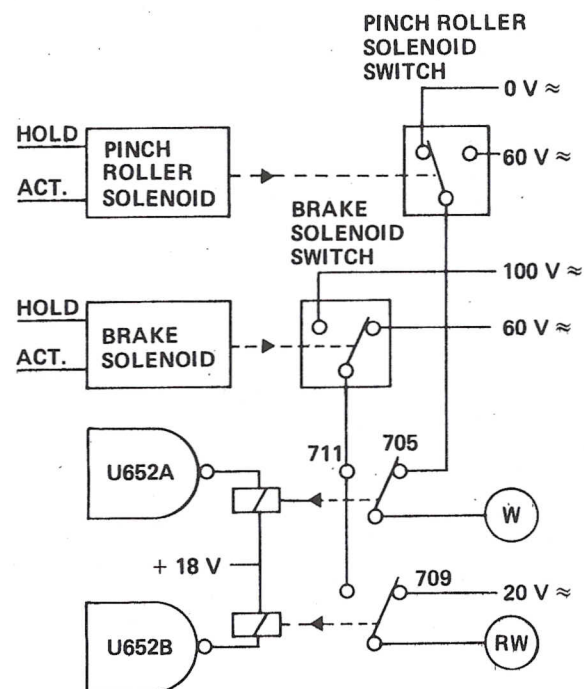 PINCH ROLLER
SOLENOID
SWITCH
0 V ≈
HOLD
PINCH
ROLLER
SOLENOID
60 V ≈
ACT.
BRAKE
SOLENOID
SWITCH
100 V ≈
HOLD
BRAKE
SOLENOID
60 V ≈
ACT.
711
705
U652A
W
+ 18 V
709
20 V ≈
U652B
RW